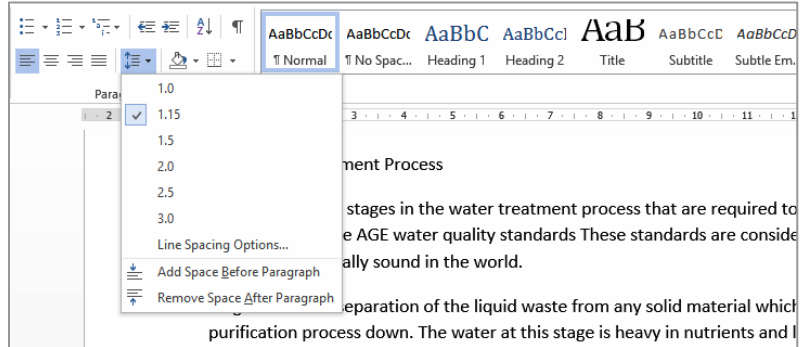 AaBbCcDc AaBbCcDc AaBbC AaBbCcI AaB AaBbCcD AaBbCcD
¶ Normal ¶ No Spac... Heading 1 Heading 2 Title Subtitle Subtle Em.
Para
2 3 4 5 6 7 8 9 10 11
1.0
1.15
1.5
2.0
2.5
3.0
Line Spacing Options...
Add Space Before Paragraph
Remove Space After Paragraph
ment Process
stages in the water treatment process that are required to
e AGE water quality standards These standards are conside
ally sound in the world.
eparation of the liquid waste from any solid material which
purification process down. The water at this stage is heavy in nutrients and